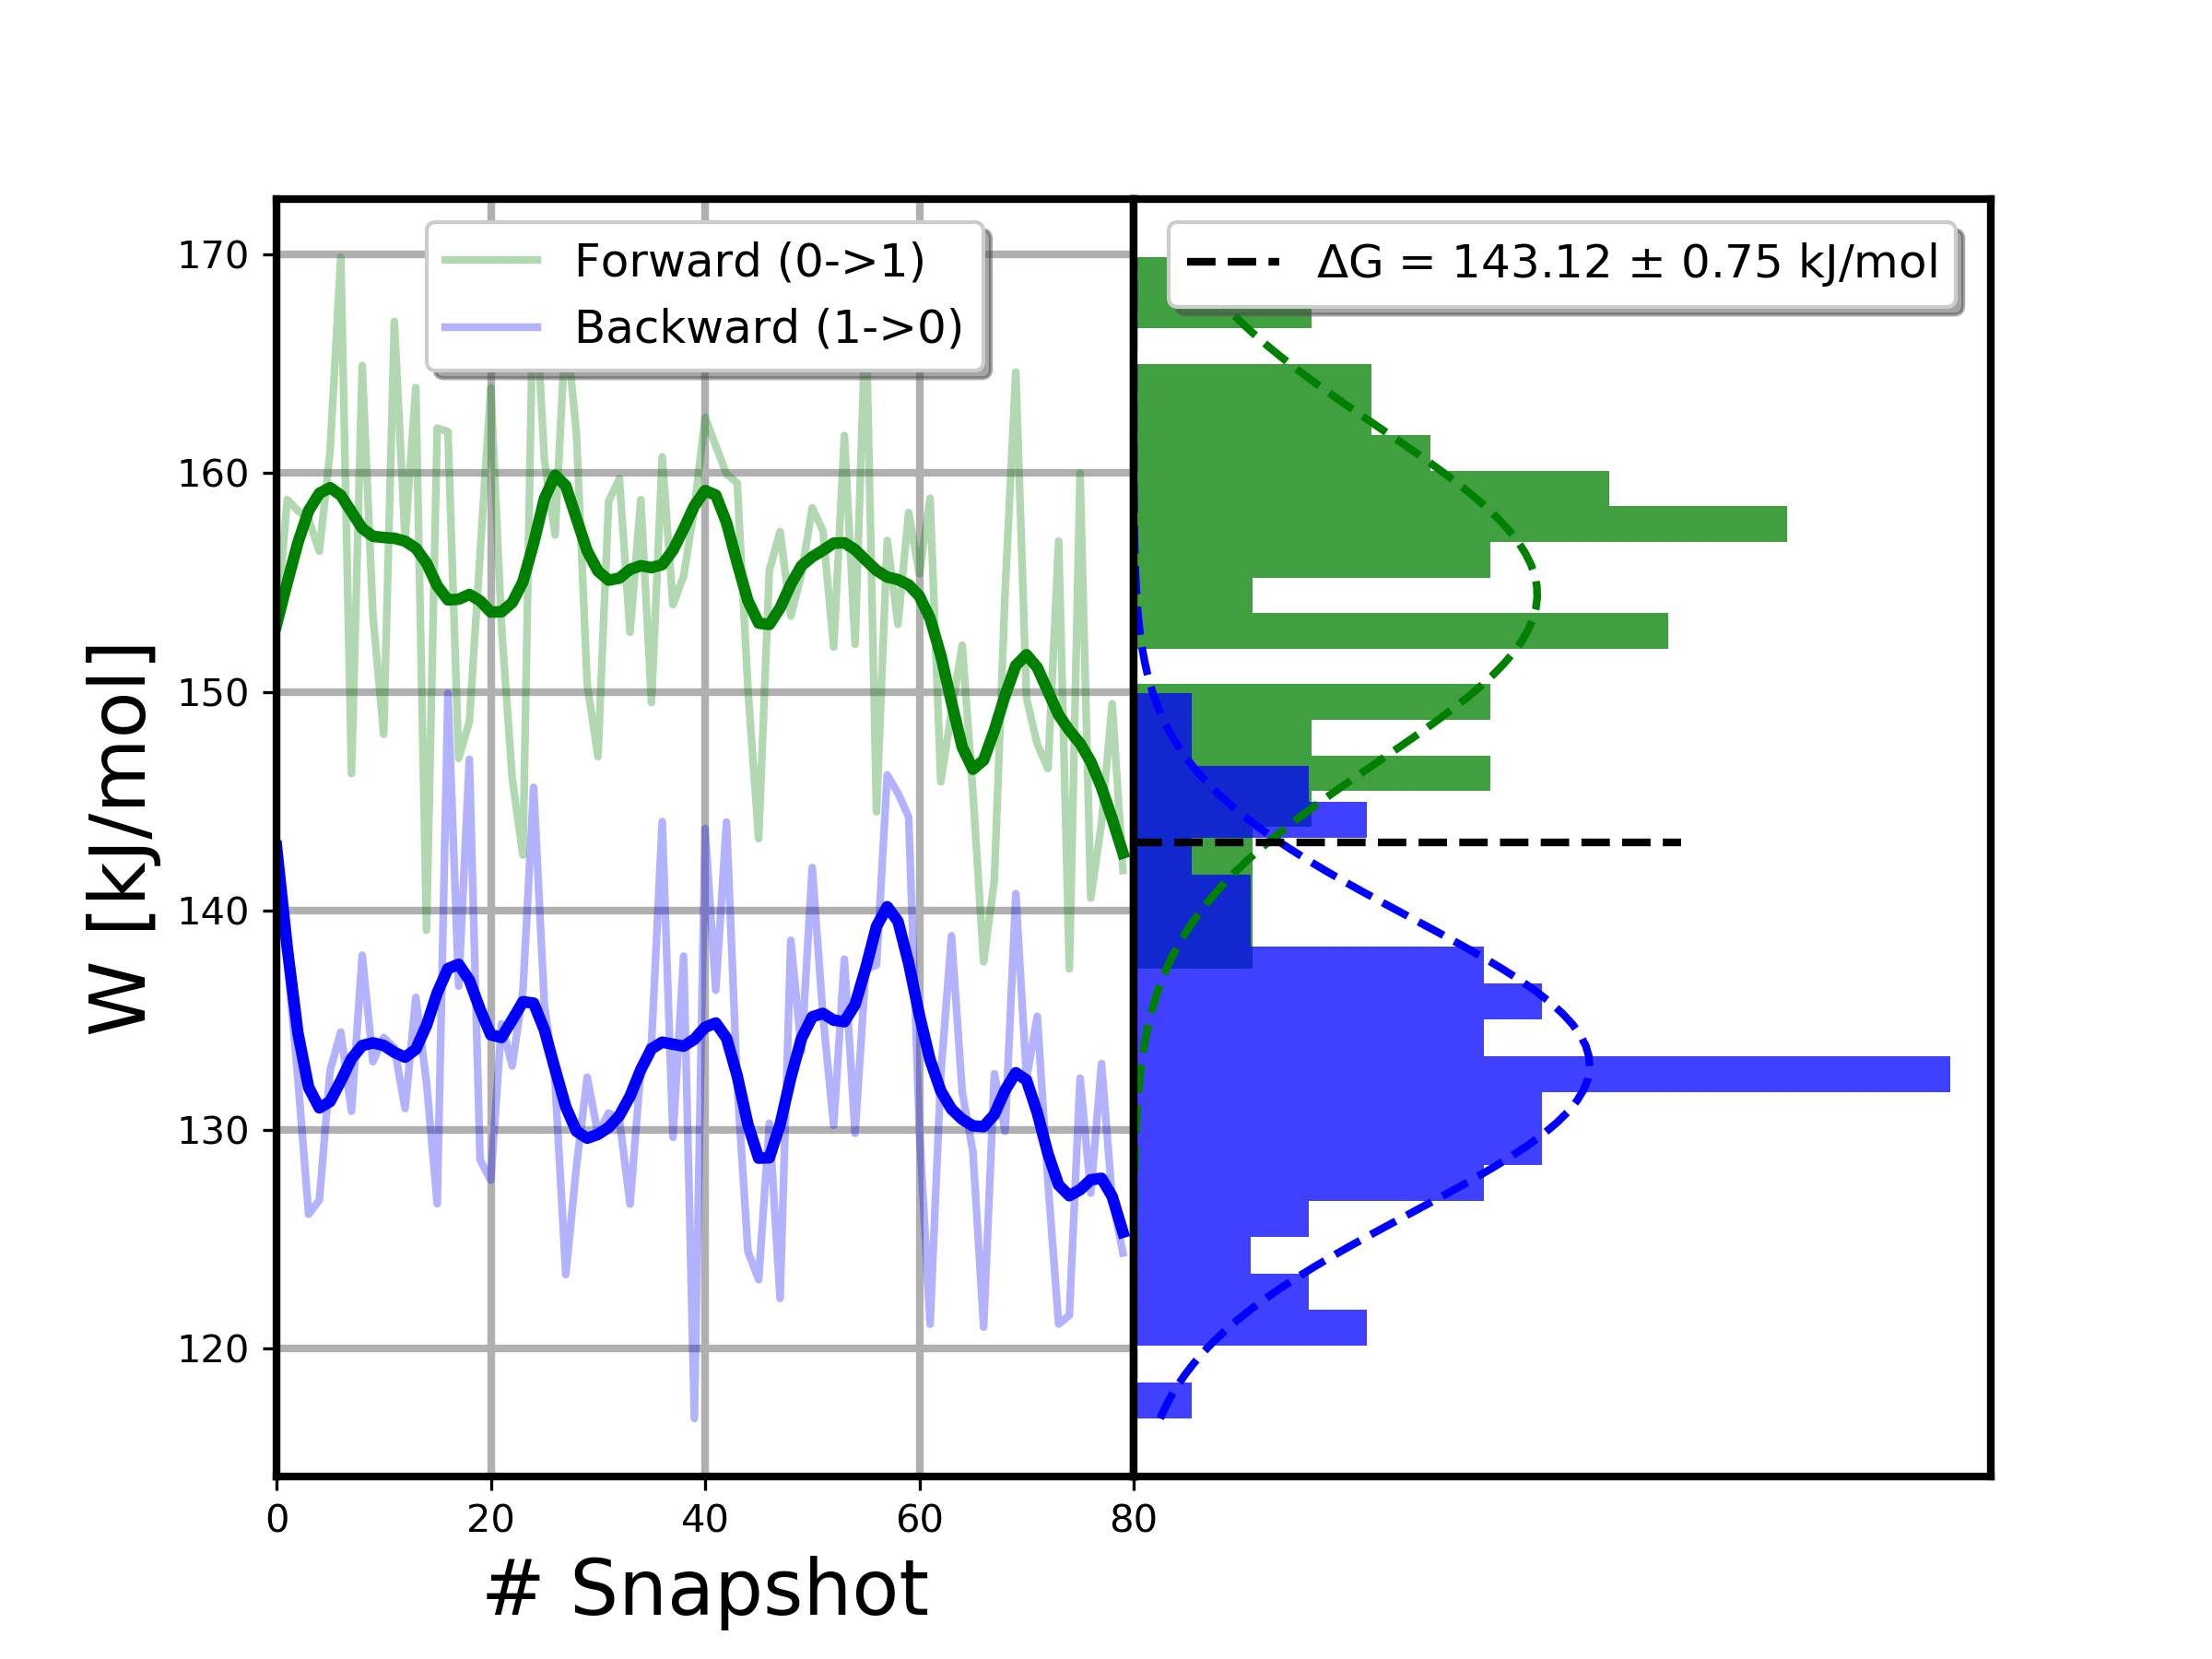 Forward (0->1)
Backward (1->0)
ΔG = 143.12 ± 0.75 kJ/mol
170
160
150
140
130
120
W [kJ/mol]
0 20 40 60 80
# Snapshot